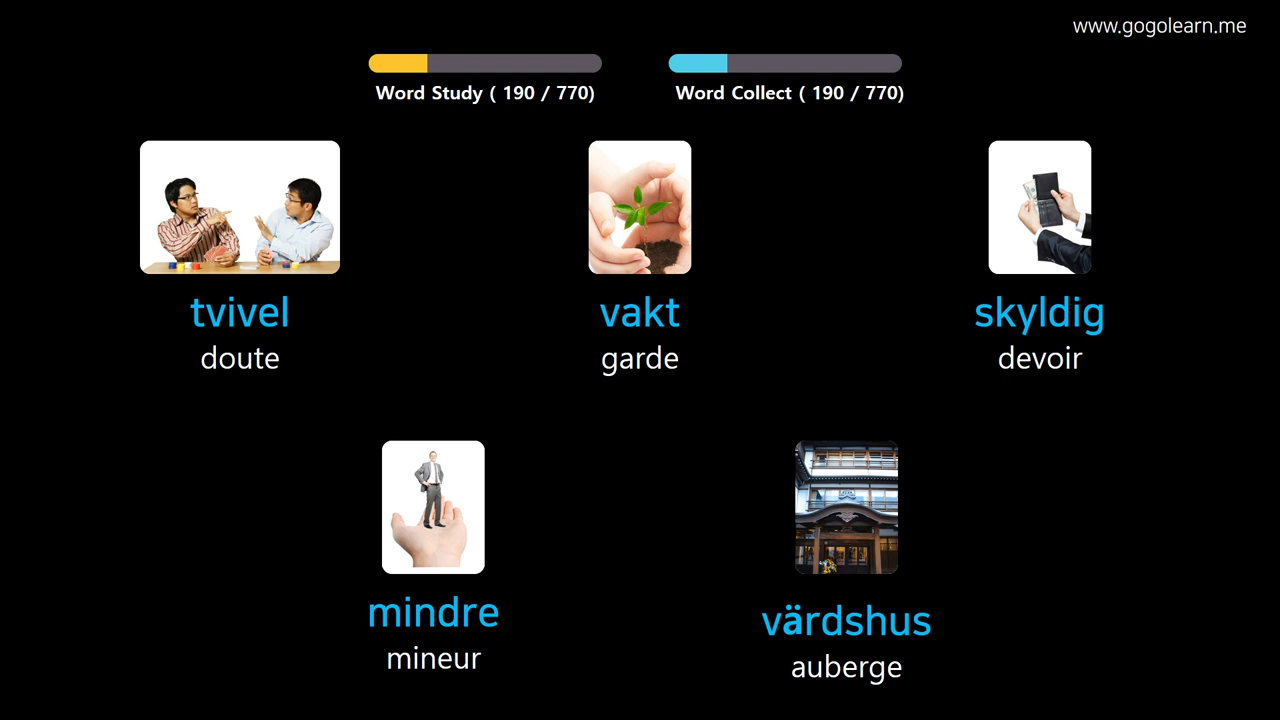 www.gogolearn.me
Word Study ( 190 / 770)
Word Collect ( 190 / 770)
tvivel
doute
vakt
garde
skyldig
devoir
mindre
mineur
värdshus
auberge